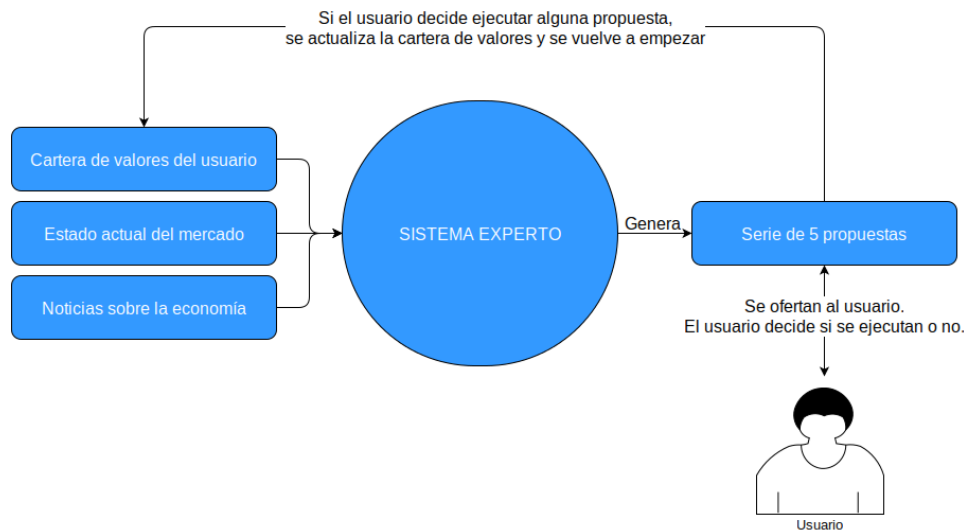 Si el usuario decide ejecutar alguna propuesta,
se actualiza la cartera de valores y se vuelve a empezar
Cartera de valores del usuario
Estado actual del mercado
Noticias sobre la economía
SISTEMA EXPERTO
Genera
Serie de 5 propuestas
Se ofertan al usuario.
El usuario decide si se ejecutan o no.
Usuario